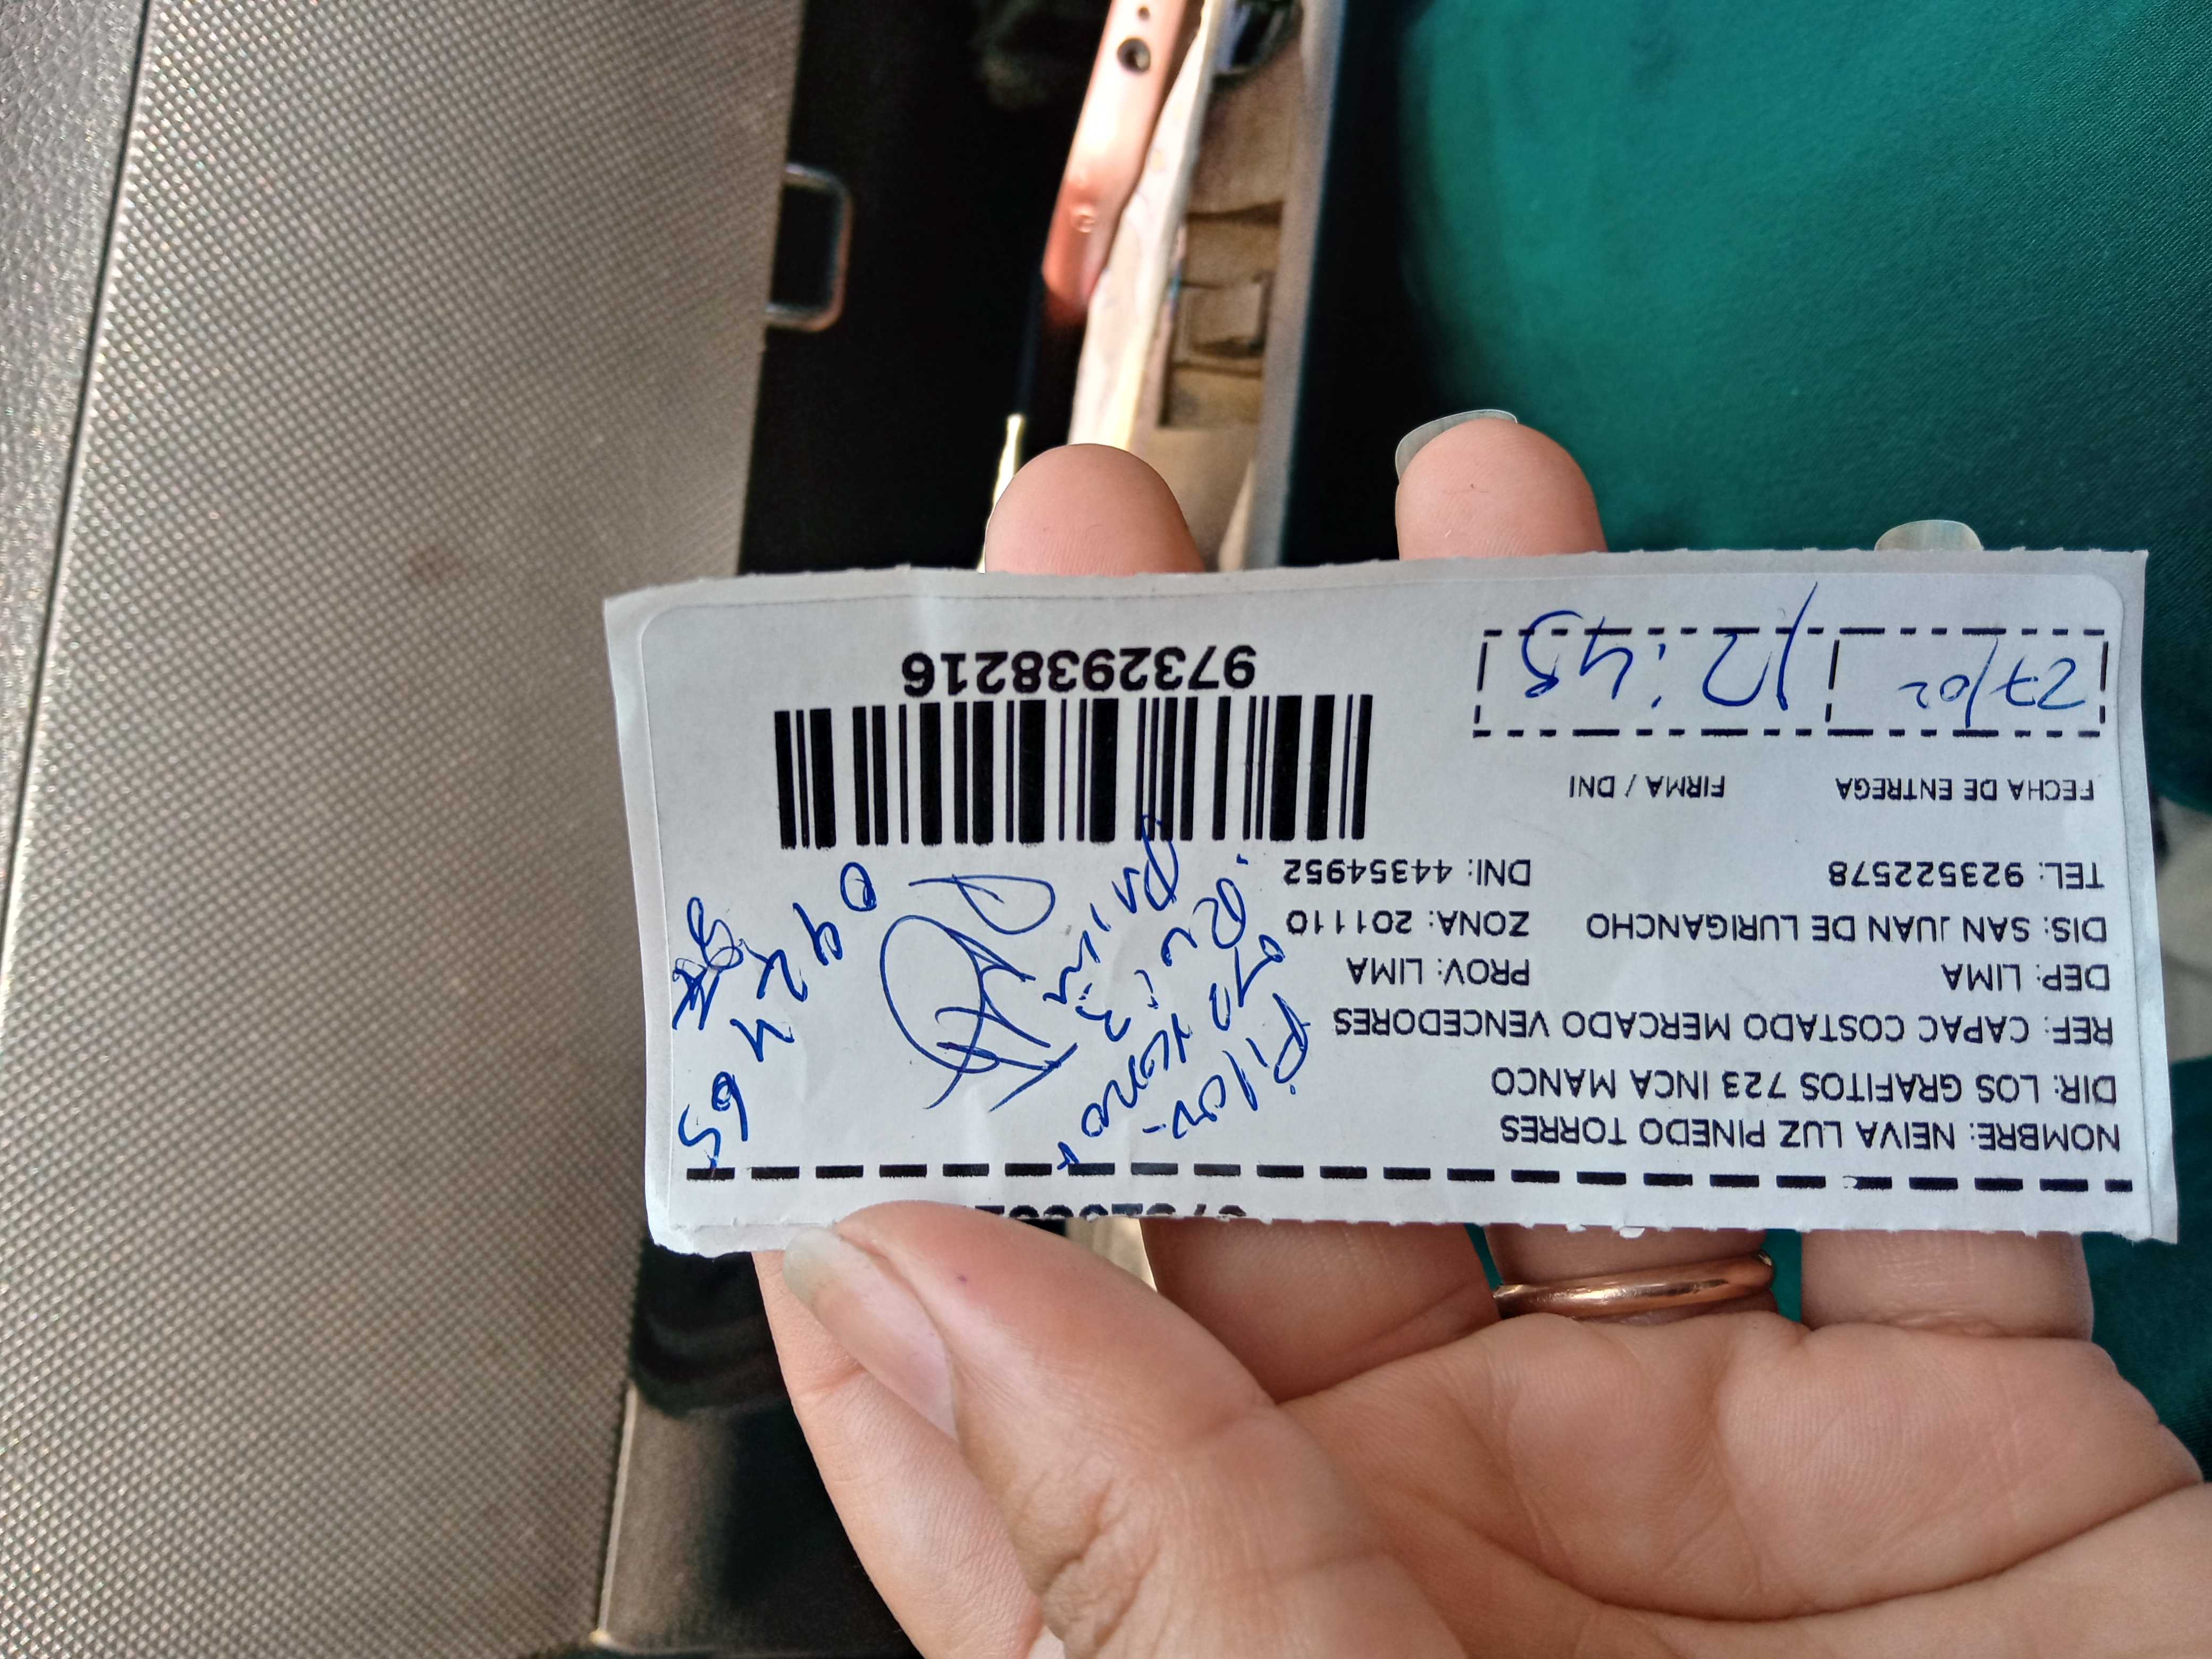 NOMBRE: NEIVA LUZ PINEDO TORRES
DIR: LOS GRAFITOS 723 INCA MANCO
REF: CAPAC COSTADO MERCADO VENCEDORES
DEP: LIMA PROV: LIMA
DIS: SAN JUAN DE LURIGANCHO ZONA: 201110
TEL: 923522578 DNI: 44354952
FECHA DE ENTREGA FIRMA / DNI
27/02 12:45
9732938216